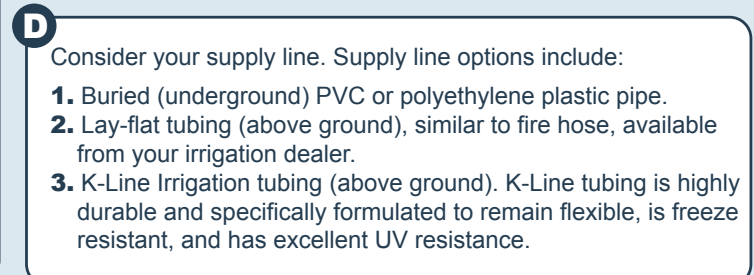 D
Consider your supply line. Supply line options include:
1. Buried (underground) PVC or polyethylene plastic pipe.
2. Lay-flat tubing (above ground), similar to fire hose, available
from your irrigation dealer.
3. K-Line Irrigation tubing (above ground). K-Line tubing is highly
durable and specifically formulated to remain flexible, is freeze
resistant, and has excellent UV resistance.